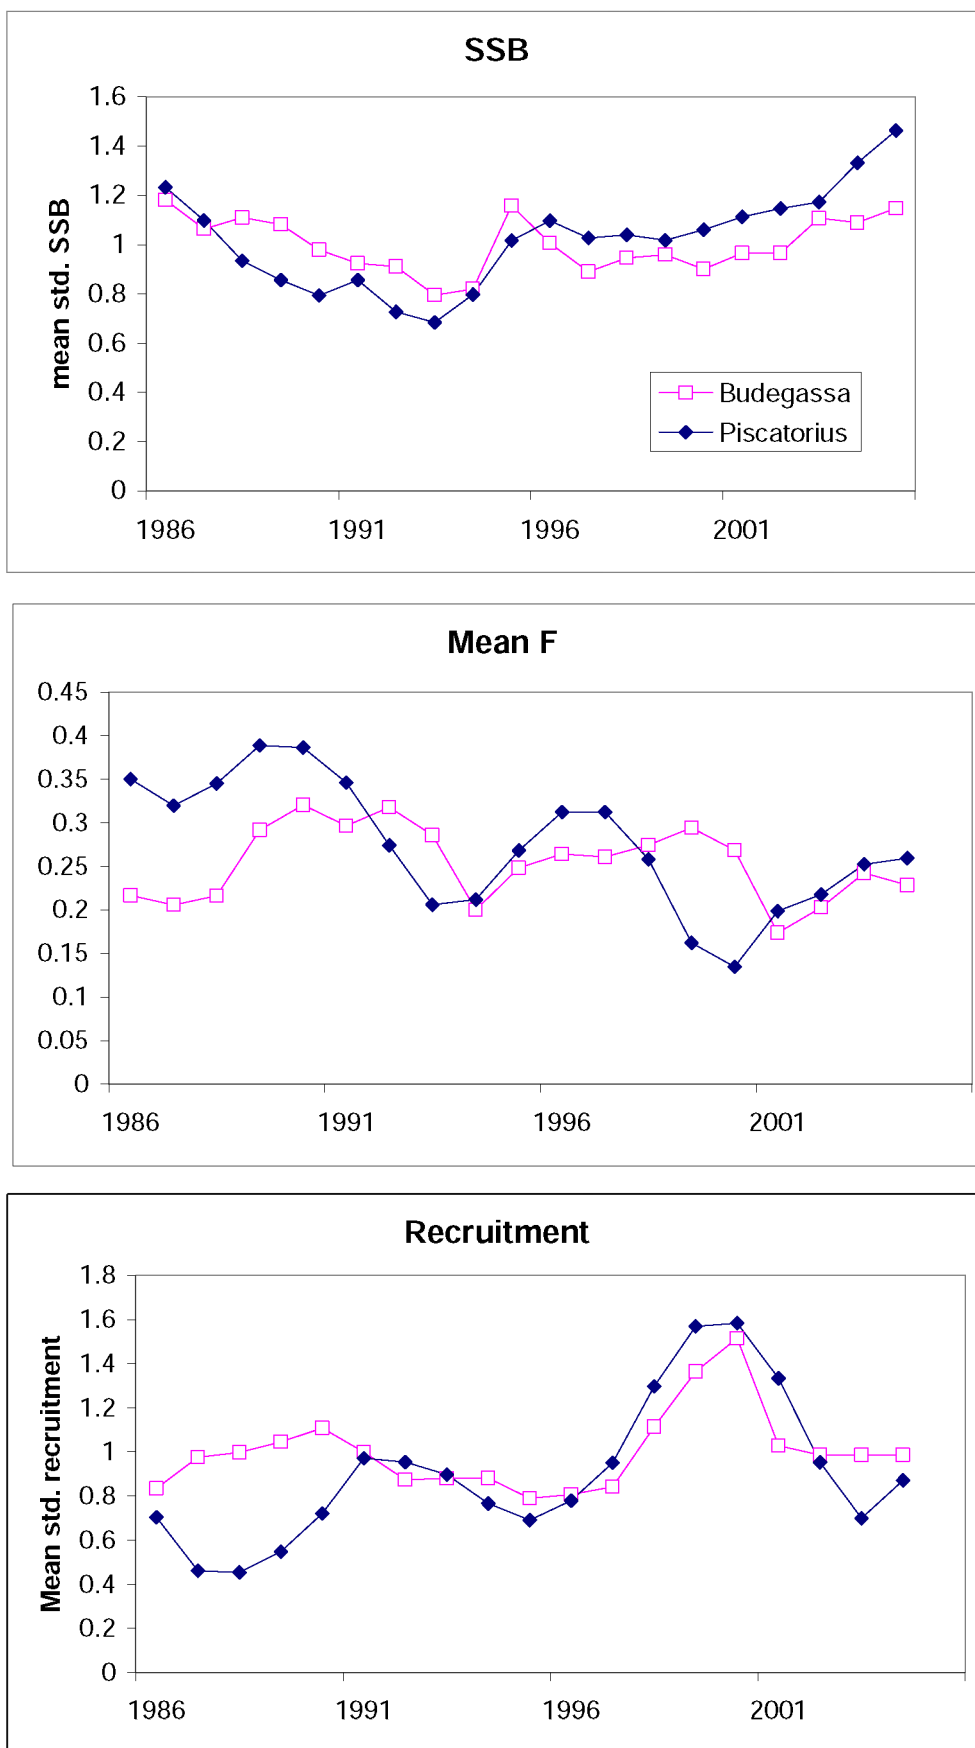 SSB
mean std. SSB
1.6
1.4
1.2
1
0.8
0.6
0.4
0.2
0
Budegassa
Piscatorius
1986 1991 1996 2001
Mean F
0.45
0.4
0.35
0.3
0.25
0.2
0.15
0.1
0.05
0
1986 1991 1996 2001
Recruitment
Mean std. recruitment
1.8
1.6
1.4
1.2
1
0.8
0.6
0.4
0.2
0
1986 1991 1996 2001